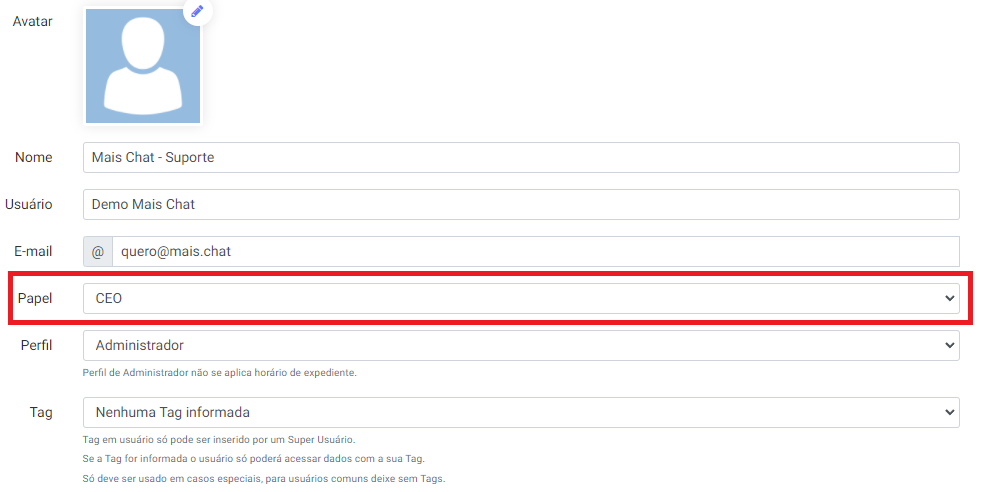 Avatar
Nome Mais Chat - Suporte
Usuário Demo Mais Chat
E-mail @ quero@mais.chat
Papel CEO
Perfil Administrador
Perfil de Administrador não se aplica horário de expediente.
Tag Nenhuma Tag informada
Tag em usuário só pode ser inserido por um Super Usuário.
Se a Tag for informada o usuário só poderá acessar dados com a sua Tag.
Só deve ser usado em casos especiais, para usuários comuns deixe sem Tags.